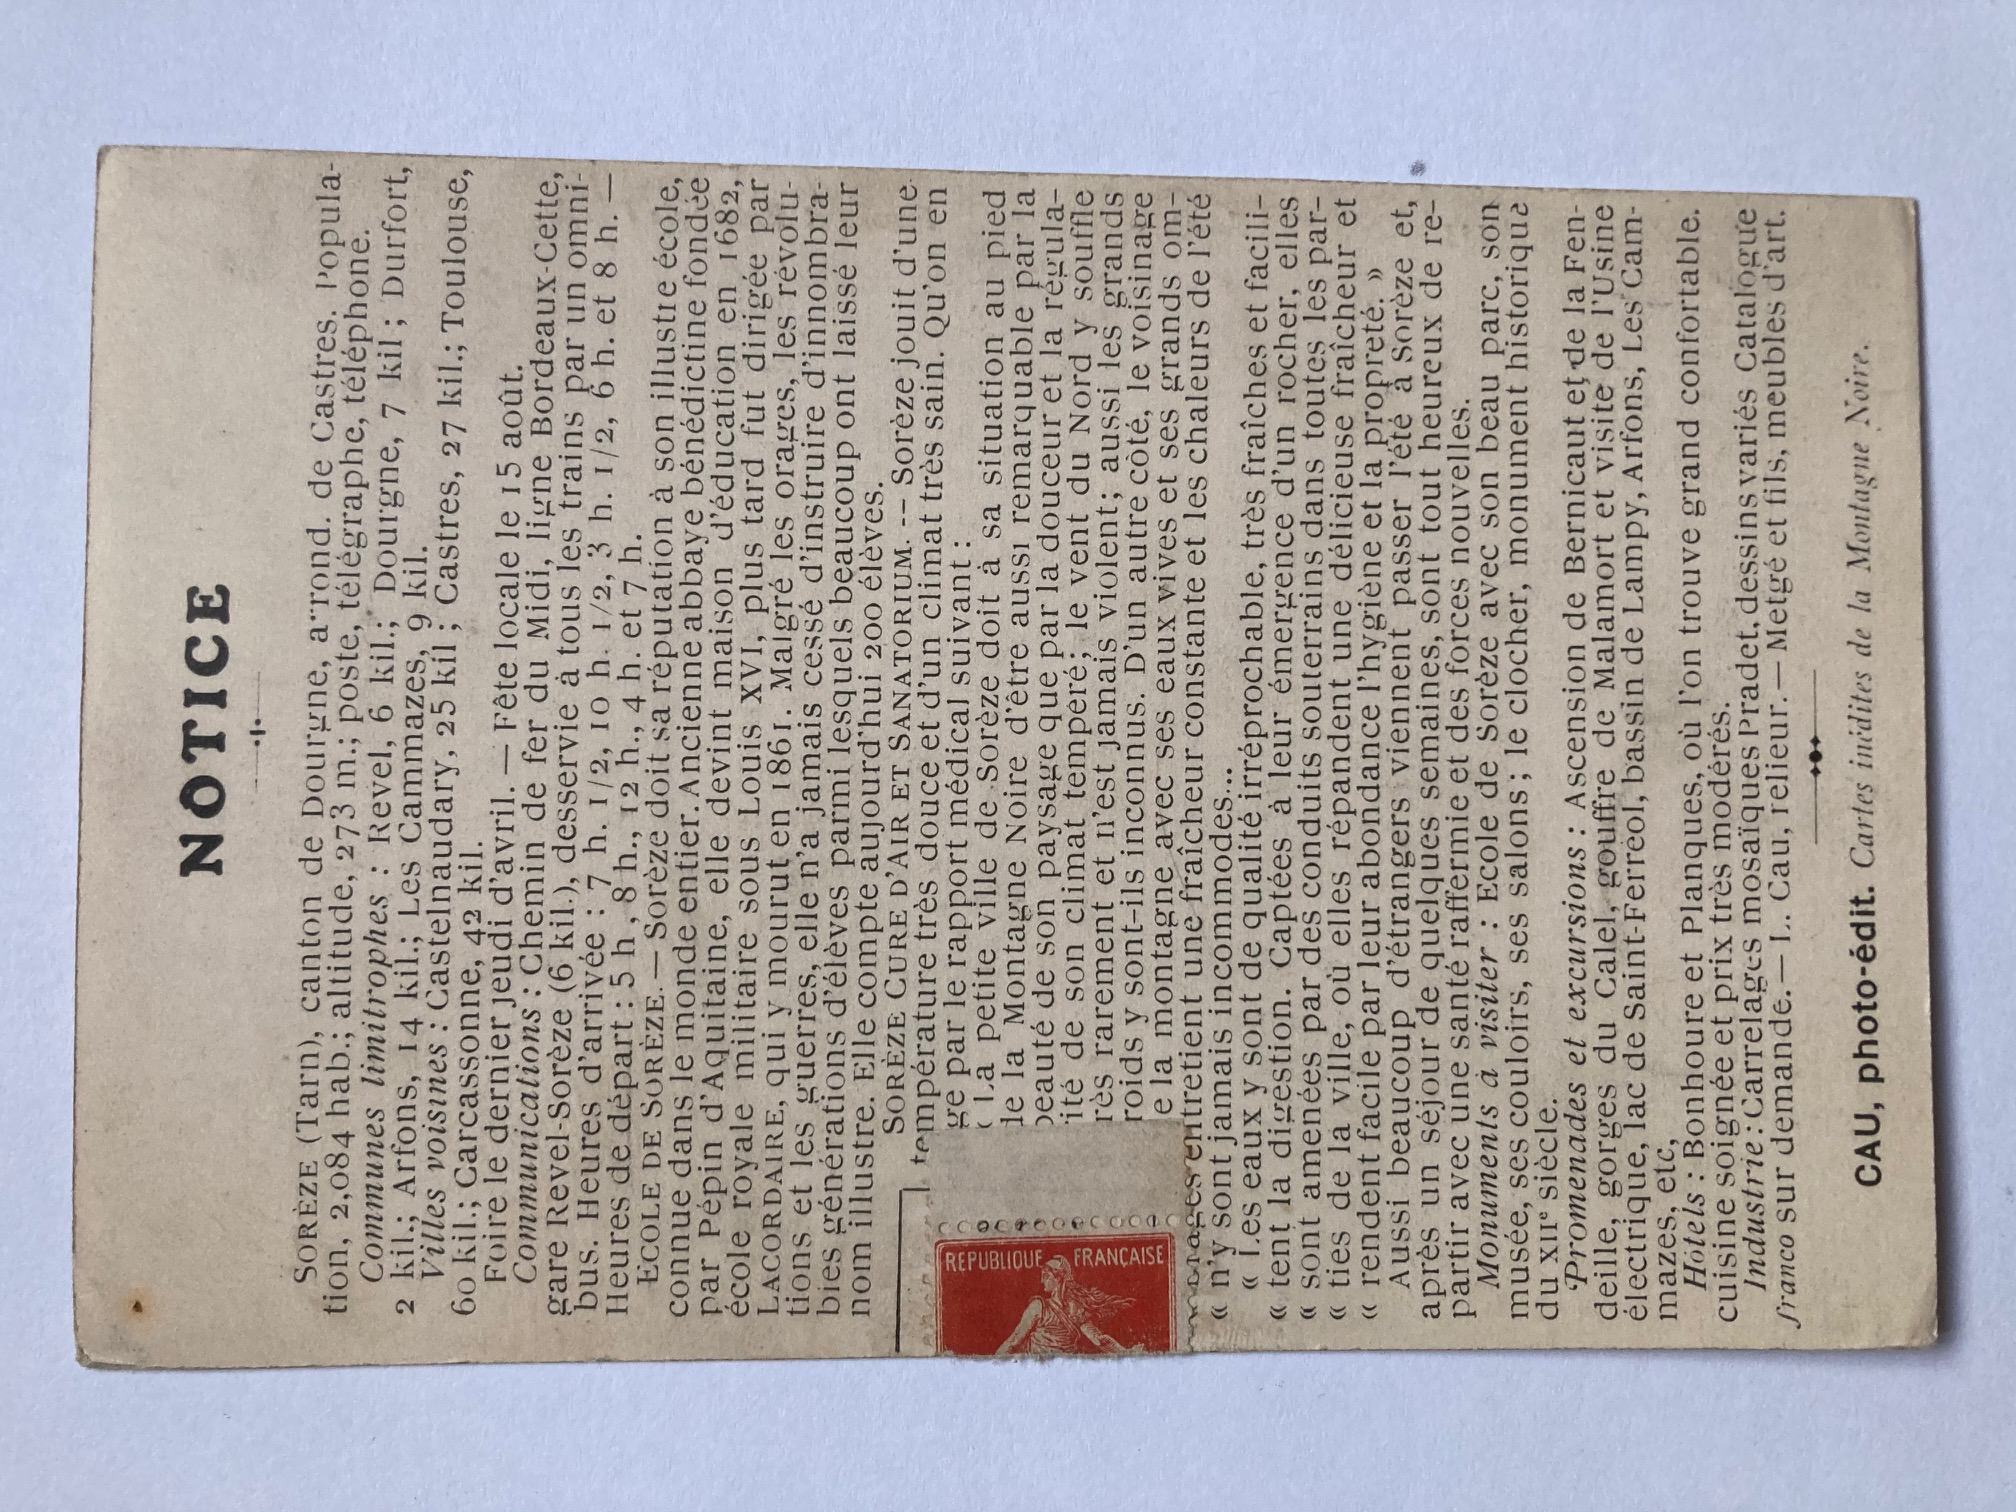 NOTICE
SORÈZE (Tarn), canton de Dourgne, arrond. de Castres. Popula-
tion, 2,084 hab.; altitude, 273 m.; poste, télégraphe, téléphone.
Communes limitrophes : Revel, 6 kil.; Dourgne, 7 kil ; Durfort,
2 kil.; Arfons, 14 kil.; Les Cammazes, 9 kil.
Villes voisines : Castelnaudary, 25 kil ; Castres, 27 kil.; Toulouse,
60 kil.; Carcassonne, 42 kil.
Foire le dernier jeudi d'avril. — Fête locale le 15 août.
Communications : Chemin de fer du Midi, ligne Bordeaux-Cette,
gare Revel-Sorèze (6 kil.), desservie à tous les trains par un omni-
bus. Heures d'arrivée : 7 h. 1/2, 10 h. 1/2, 3 h. 1/2, 6 h. et 8 h. —
Heures de départ : 5 h , 8 h., 12 h., 4 h. et 7 h.
ECOLE DE SORÈZE. — Sorèze doit sa réputation à son illustre école,
connue dans le monde entier. Ancienne abbaye bénédictine fondée
par Pépin d'Aquitaine, elle devint maison d'éducation en 1682,
école royale militaire sous Louis XVI, plus tard fut dirigée par
LACORDAIRE, qui y mourut en 1861. Malgré les orages, les révolu-
tions et les guerres, elle n'a jamais cessé d'instruire d'innombra-
bles générations d'élèves parmi lesquels beaucoup ont laissé leur
nom illustre. Elle compte aujourd'hui 200 élèves.
SORÈZE CURE D'AIR ET SANATORIUM. -- Sorèze jouit d'une
température très douce et d'un climat très sain. Qu'on en
ge par le rapport médical suivant :
La petite ville de Sorèze doit à sa situation au pied
de la Montagne Noire d'être aussi remarquable par la
beauté de son paysage que par la douceur et la régula-
rité de son climat tempéré; le vent du Nord y souffle
rès rarement et n'est jamais violent; aussi les grands
roids y sont-ils inconnus. D'un autre côté, le voisinage
e la montagne avec ses eaux vives et ses grands om-
entretient une fraîcheur constante et les chaleurs de l'été
« n'y sont jamais incommodes...
« Les eaux y sont de qualité irréprochable, très fraîches et facili-
« tent la digestion. Captées à leur émergence d'un rocher, elles
« sont amenées par des conduits souterrains dans toutes les par-
« ties de la ville, où elles répandent une délicieuse fraîcheur et
« rendent facile par leur abondance l'hygiène et la propreté. »
Aussi beaucoup d'étrangers viennent passer l'été à Sorèze et,
après un séjour de quelques semaines, sont tout heureux de re-
partir avec une santé raffermie et des forces nouvelles.
Monuments à visiter : Ecole de Sorèze avec son beau parc, son
musée, ses couloirs, ses salons ; le clocher, monument historique
du XIIe siècle.
Promenades et excursions : Ascension de Bernicaut et de la Fen-
deille, gorges du Calel, gouffre de Malamort et visite de l'Usine
électrique, lac de Saint-Ferréol, bassin de Lampy, Arfons, Les Cam-
mazes, etc,
Hôtels : Bonhoure et Planques, où l'on trouve grand confortable.
cuisine soignée et prix très modérés.
Industrie : Carrelages mosaïques Pradet, dessins variés Catalogue
franco sur demande. — L. Cau, relieur. — Metgé et fils, meubles d'art.
CAU, photo-édit. Cartes inédites de la Montagne Noire.
REPUBLIQUE FRANÇAISE